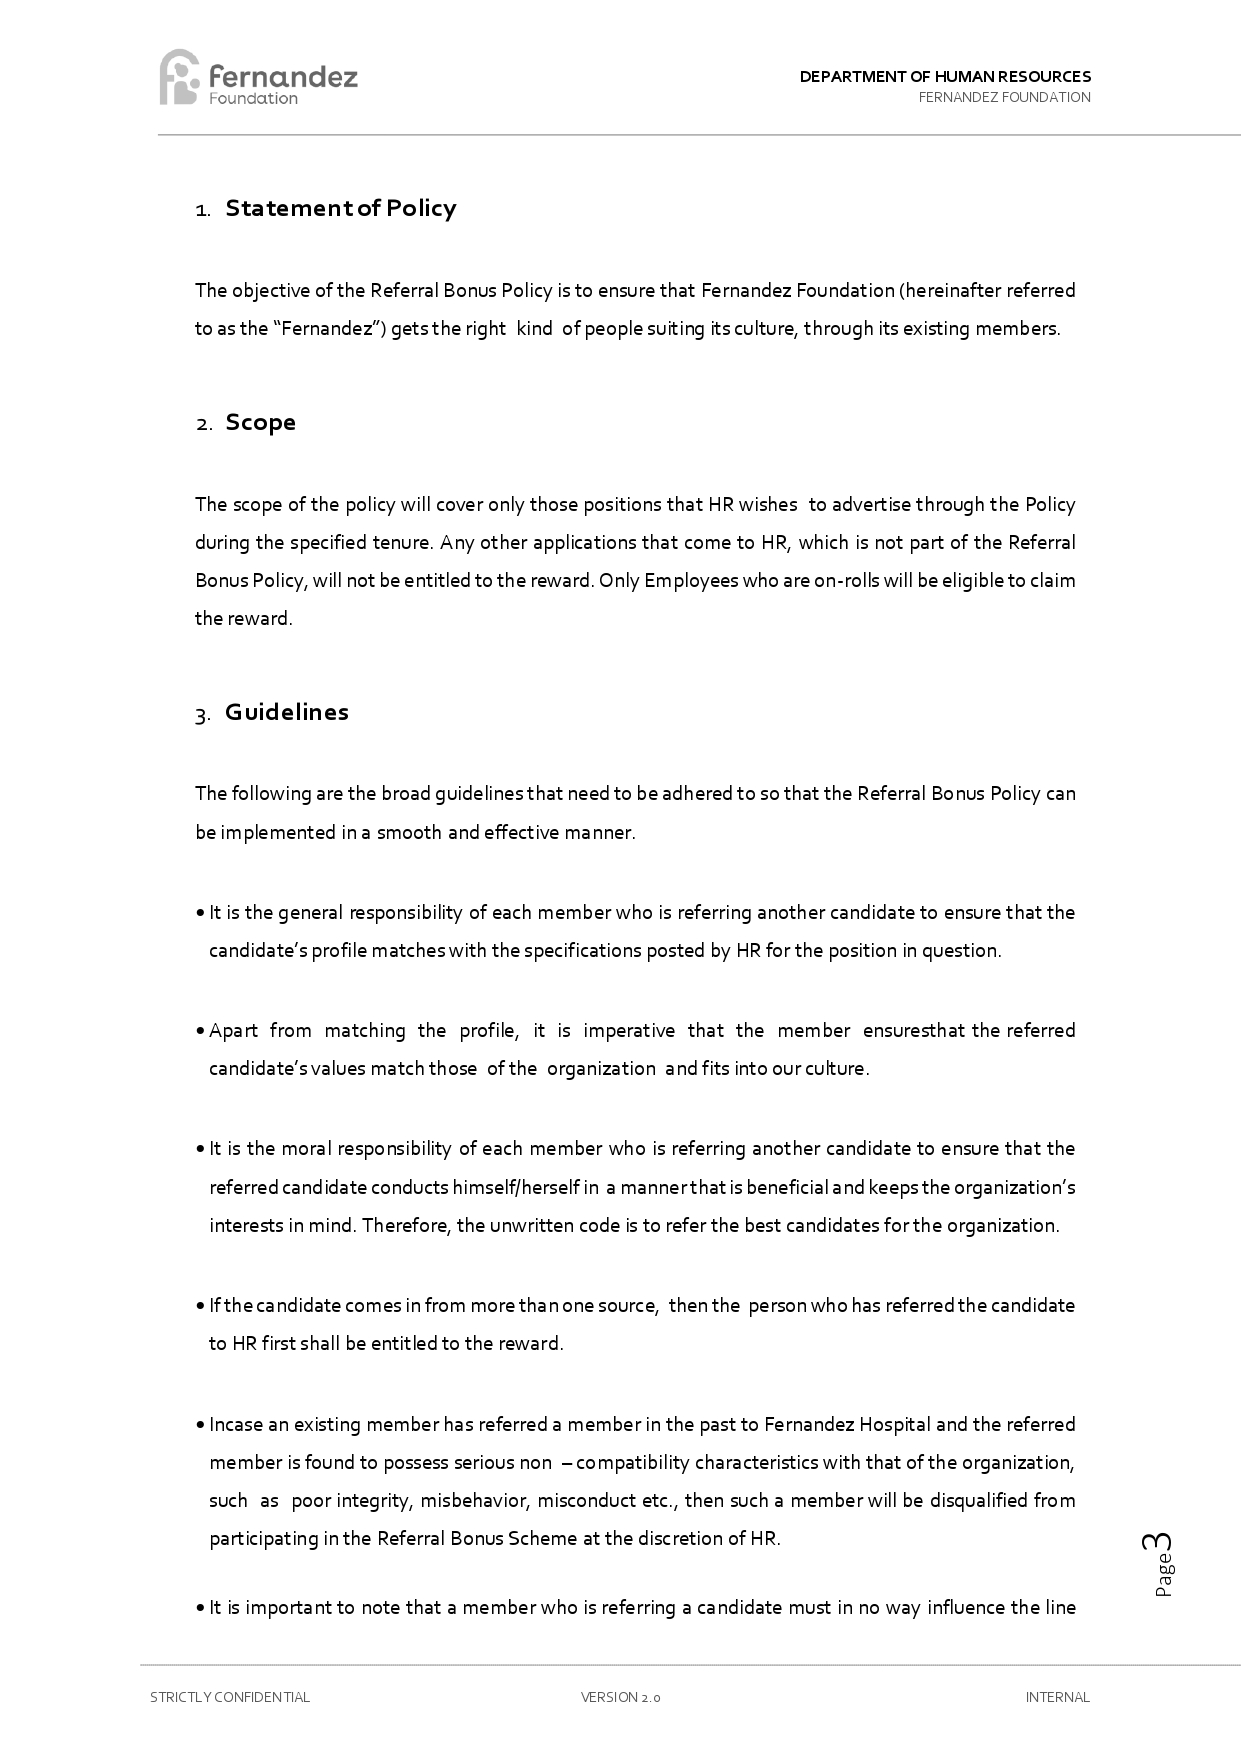 fernandez
Foundation
DEPARTMENT OF HUMAN RESOURCES
FERNANDEZ FOUNDATION
1. Statement of Policy
The objective of the Referral Bonus Policy is to ensure that Fernandez Foundation (hereinafter referred
to as the “Fernandez”) gets the right kind of people suiting its culture, through its existing members.
2. Scope
The scope of the policy will cover only those positions that HR wishes to advertise through the Policy
during the specified tenure. Any other applications that come to HR, which is not part of the Referral
Bonus Policy, will not be entitled to the reward. Only Employees who are on-rolls will be eligible to claim
the reward.
3. Guidelines
The following are the broad guidelines that need to be adhered to so that the Referral Bonus Policy can
be implemented in a smooth and effective manner.
• It is the general responsibility of each member who is referring another candidate to ensure that the
candidate’s profile matches with the specifications posted by HR for the position in question.
• Apart from matching the profile, it is imperative that the member ensuresthat the referred
candidate’s values match those of the organization and fits into our culture.
• It is the moral responsibility of each member who is referring another candidate to ensure that the
referred candidate conducts himself/herself in a manner that is beneficial and keeps the organization’s
interests in mind. Therefore, the unwritten code is to refer the best candidates for the organization.
• If the candidate comes in from more than one source, then the person who has referred the candidate
to HR first shall be entitled to the reward.
• Incase an existing member has referred a member in the past to Fernandez Hospital and the referred
member is found to possess serious non – compatibility characteristics with that of the organization,
such as poor integrity, misbehavior, misconduct etc., then such a member will be disqualified from
participating in the Referral Bonus Scheme at the discretion of HR.
• It is important to note that a member who is referring a candidate must in no way influence the line
Page3
STRICTLY CONFIDENTIAL
VERSION 2.0
INTERNAL